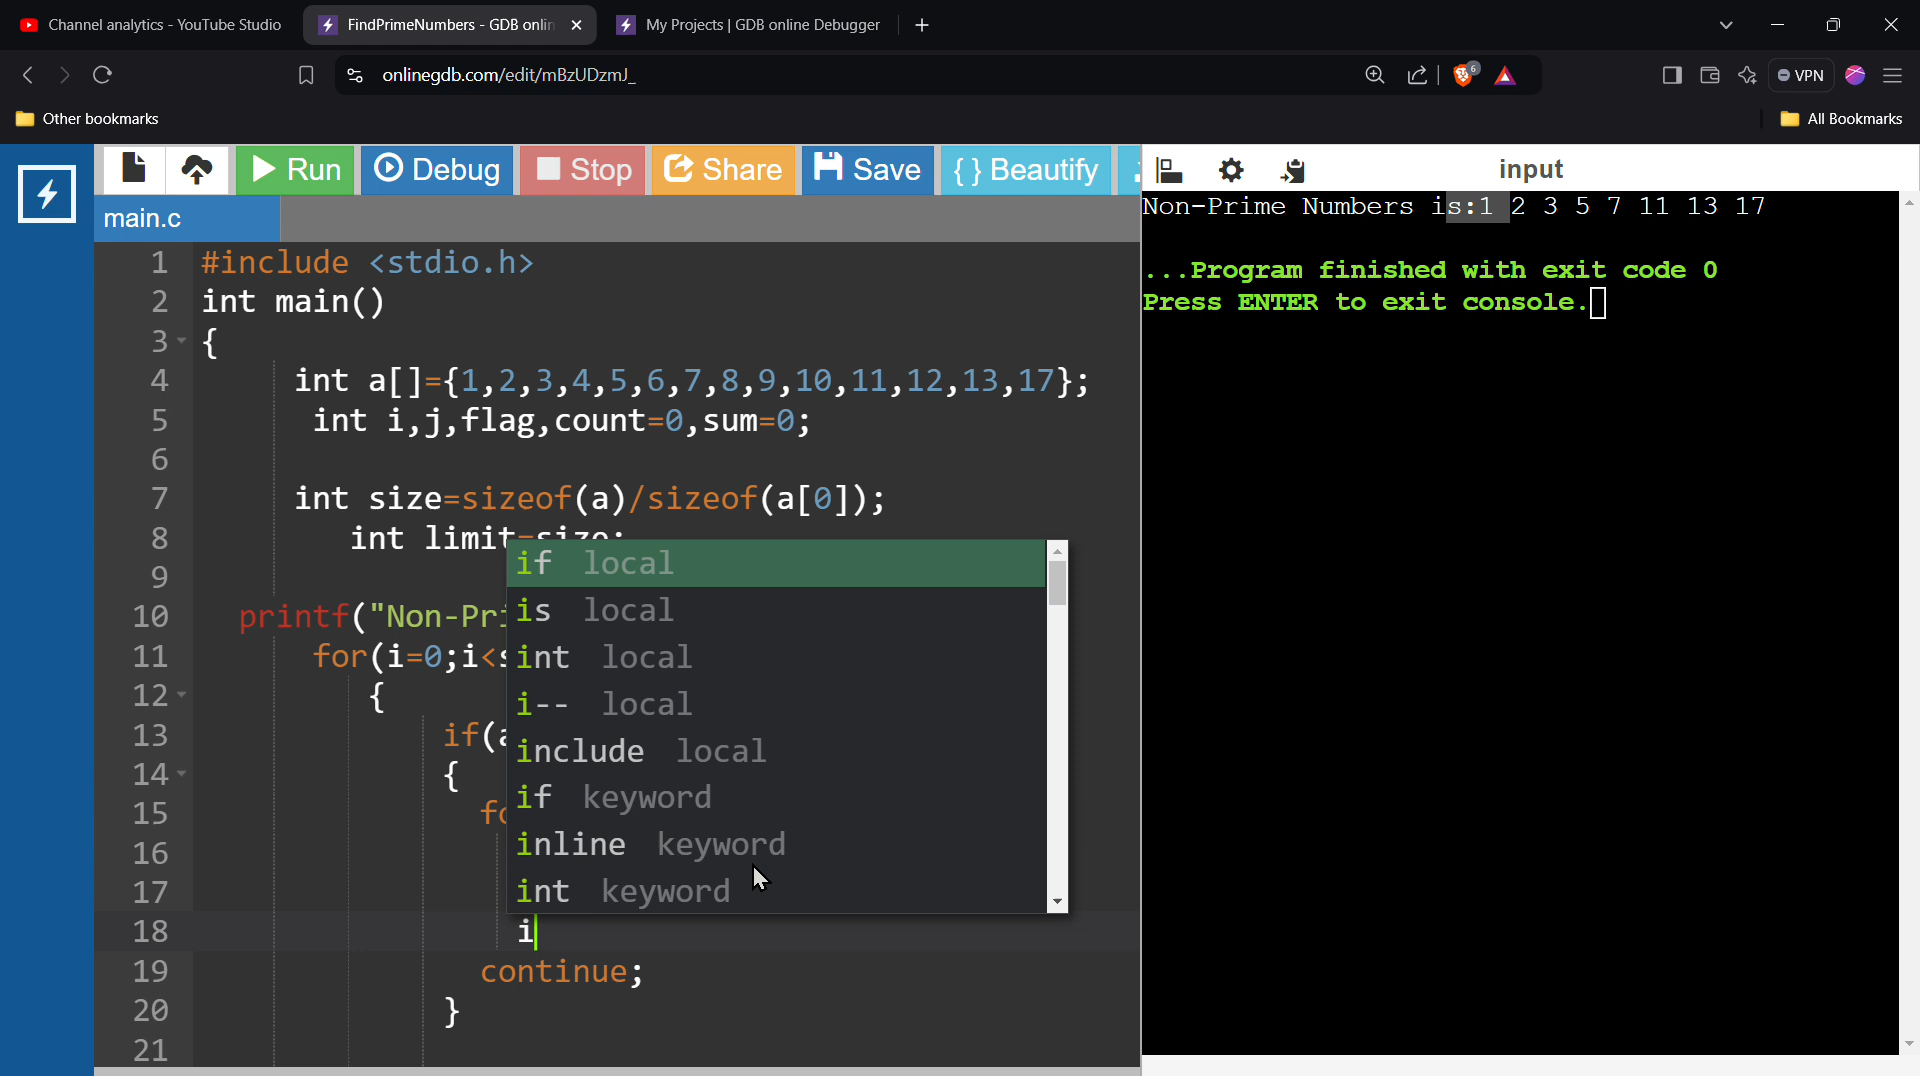 Channel analytics - YouTube Studio
FindPrimeNumbers - GDB onlin
My Projects | GDB online Debugger
onlinegdb.com/edit/mBzUDzmJ_
6
VPN
Other bookmarks
All Bookmarks
Run
Debug
Stop
Share
Save
{ } Beautify
input
main.c
1 #include <stdio.h>
2 int main()
3 {
4 int a[]={1,2,3,4,5,6,7,8,9,10,11,12,13,17};
5 int i,j,flag,count=0,sum=0;
6
7 int size=sizeof(a)/sizeof(a[0]);
8 int limit=size;
9
10 printf("Non-Pri
11 for(i=0;i<s
12 {
13 if(a
14 {
15 fo
16
17
18 i
19 continue;
20 }
21
if local
is local
int local
i-- local
include local
if keyword
inline keyword
int keyword
Non-Prime Numbers is:1 2 3 5 7 11 13 17
...Program finished with exit code 0
Press ENTER to exit console.